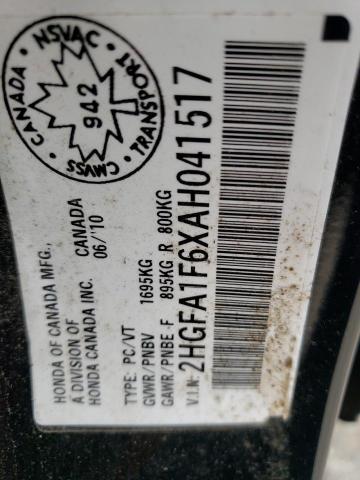 HONDA OF CANADA MFG., CANADA
A DIVISION OF 06/'10
HONDA CANADA INC.
CANADA · NSVAC · TRANSPORT · CMVSS ·
942
TYPE: PC/VT
GVWR/PNBV 1695KG
GAWR/PNBE F 895KG R 800KG
V.I.N: 2HGFA1F6XAH041517